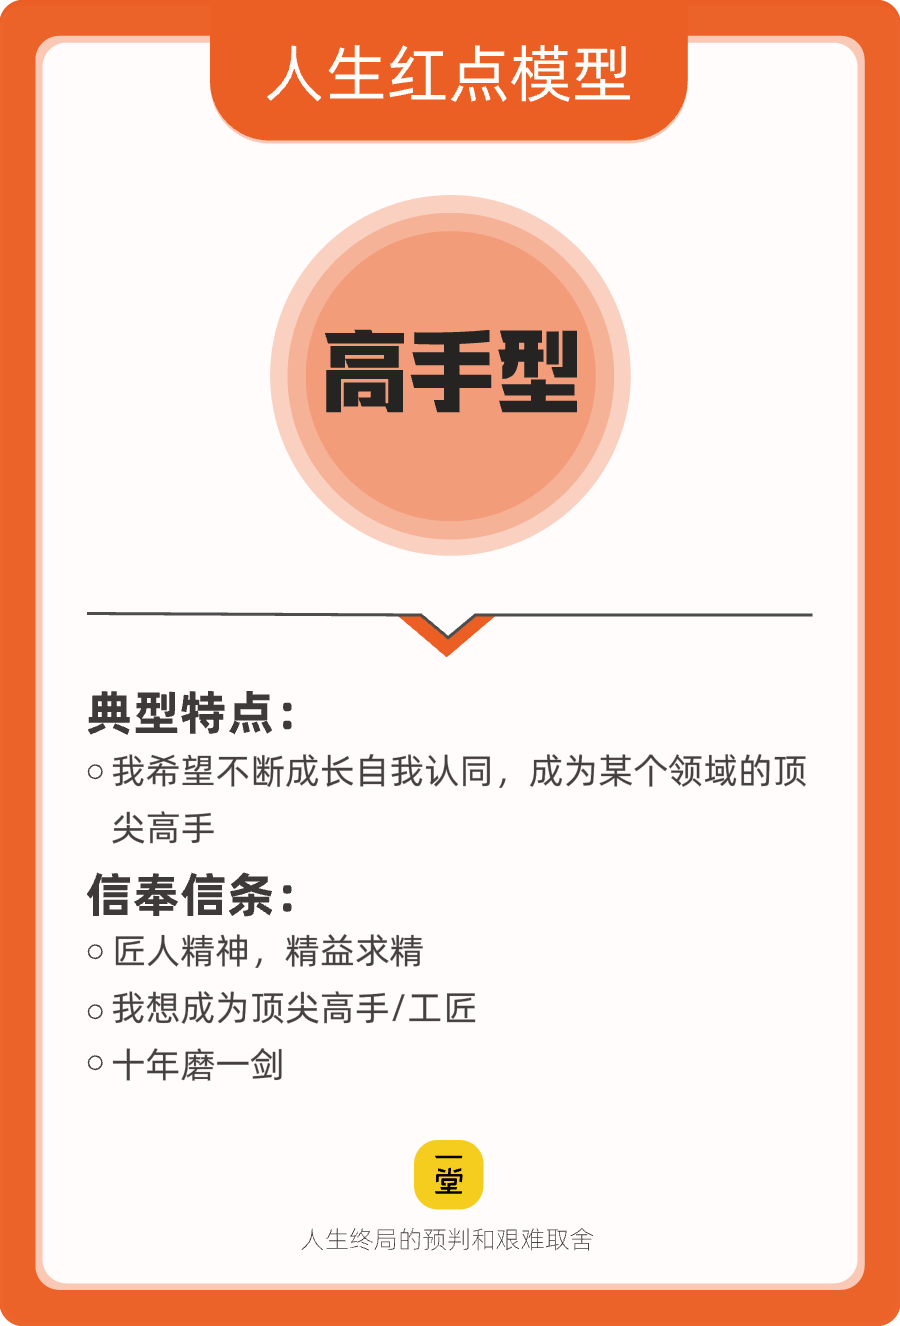 人生红点模型
高手型
典型特点：
○我希望不断成长自我认同，成为某个领域的顶
尖高手
信奉信条：
○匠人精神，精益求精
○我想成为顶尖高手/工匠
○十年磨一剑
一
堂
人生终局的预判和艰难取舍